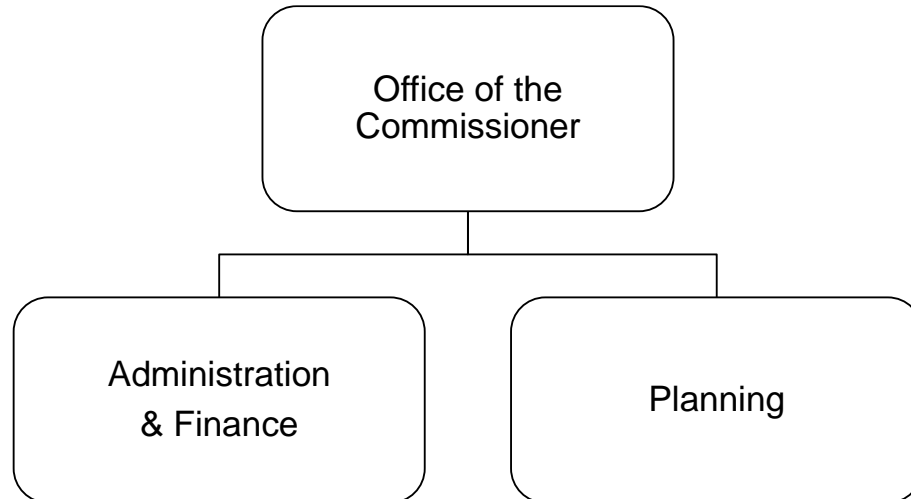 Office of the
Commissioner
Administration
& Finance
Planning